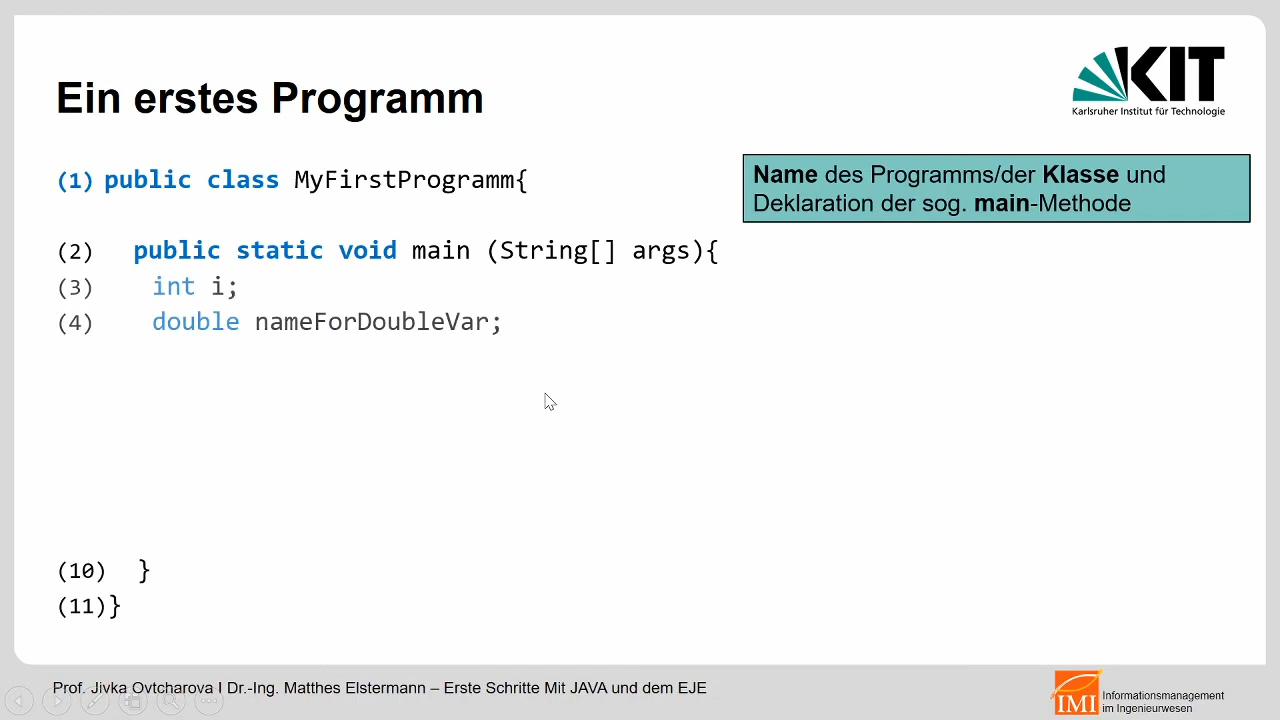 Ein erstes Programm
KIT
Karlsruher Institut für Technologie
(1) public class MyFirstProgramm{
Name des Programms/der Klasse und
Deklaration der sog. main-Methode
(2) public static void main (String[] args){
(3) int i;
(4) double nameForDoubleVar;
(10) }
(11)}
Prof. Jivka Ovtcharova I Dr.-Ing. Matthes Elstermann – Erste Schritte Mit JAVA und dem EJE
IMI
Informationsmanagement
im Ingenieurwesen